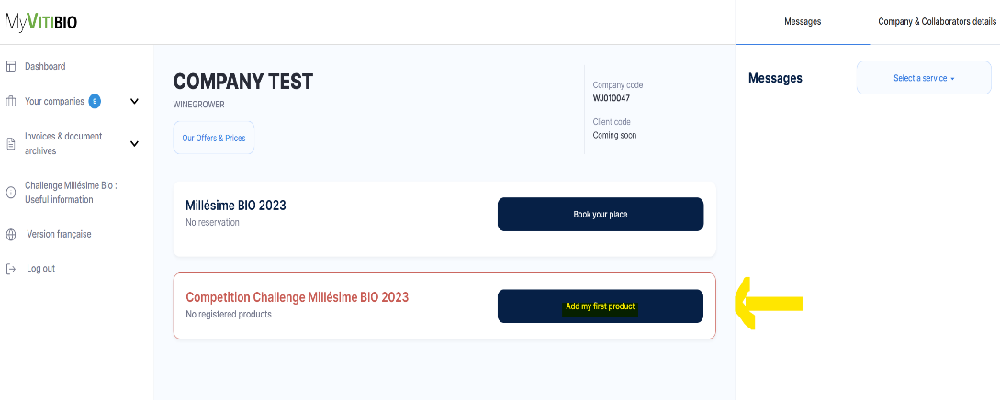 MyVitiBIO
Messages
Company & Collaborators details
Dashboard
Your companies 9
Invoices & document
archives
Challenge Millésime Bio :
Useful information
Version française
Log out
COMPANY TEST
WINEGROWER
Our Offers & Prices
Company code
WJ010047
Client code
Coming soon
Millésime BIO 2023
No reservation
Book your place
Competition Challenge Millésime BIO 2023
No registered products
Add my first product
Messages
Select a service